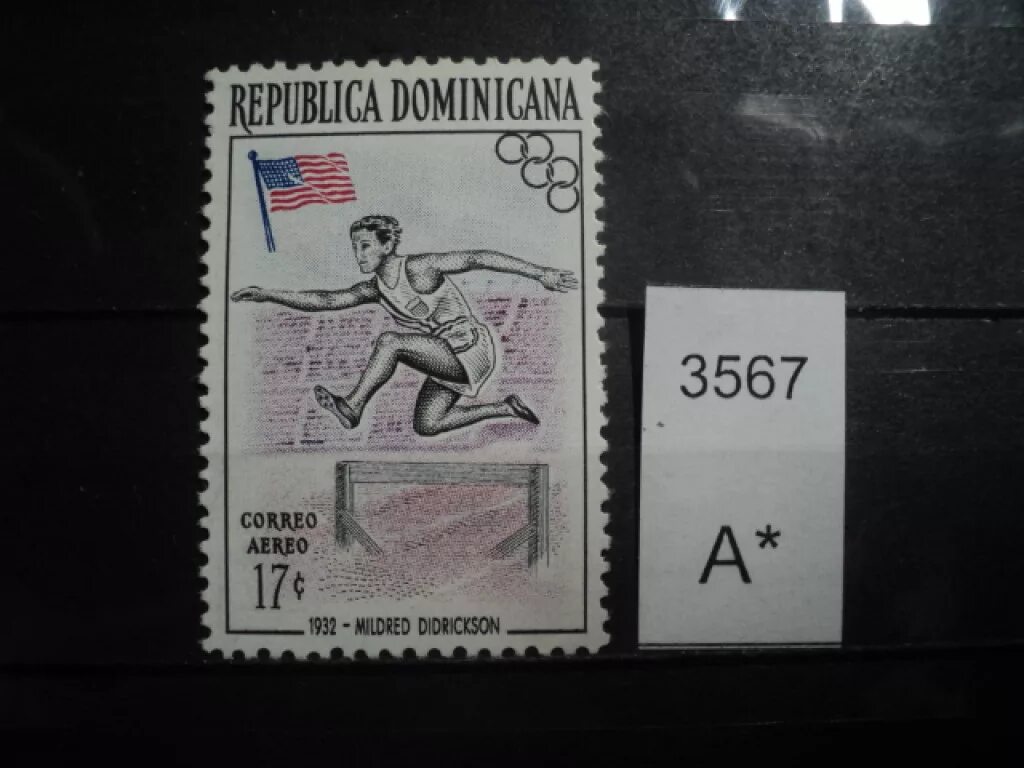 REPUBLICA DOMINICANA
CORREO
AEREO
17¢
1932 - MILDRED DIDRICKSON
3567
A*